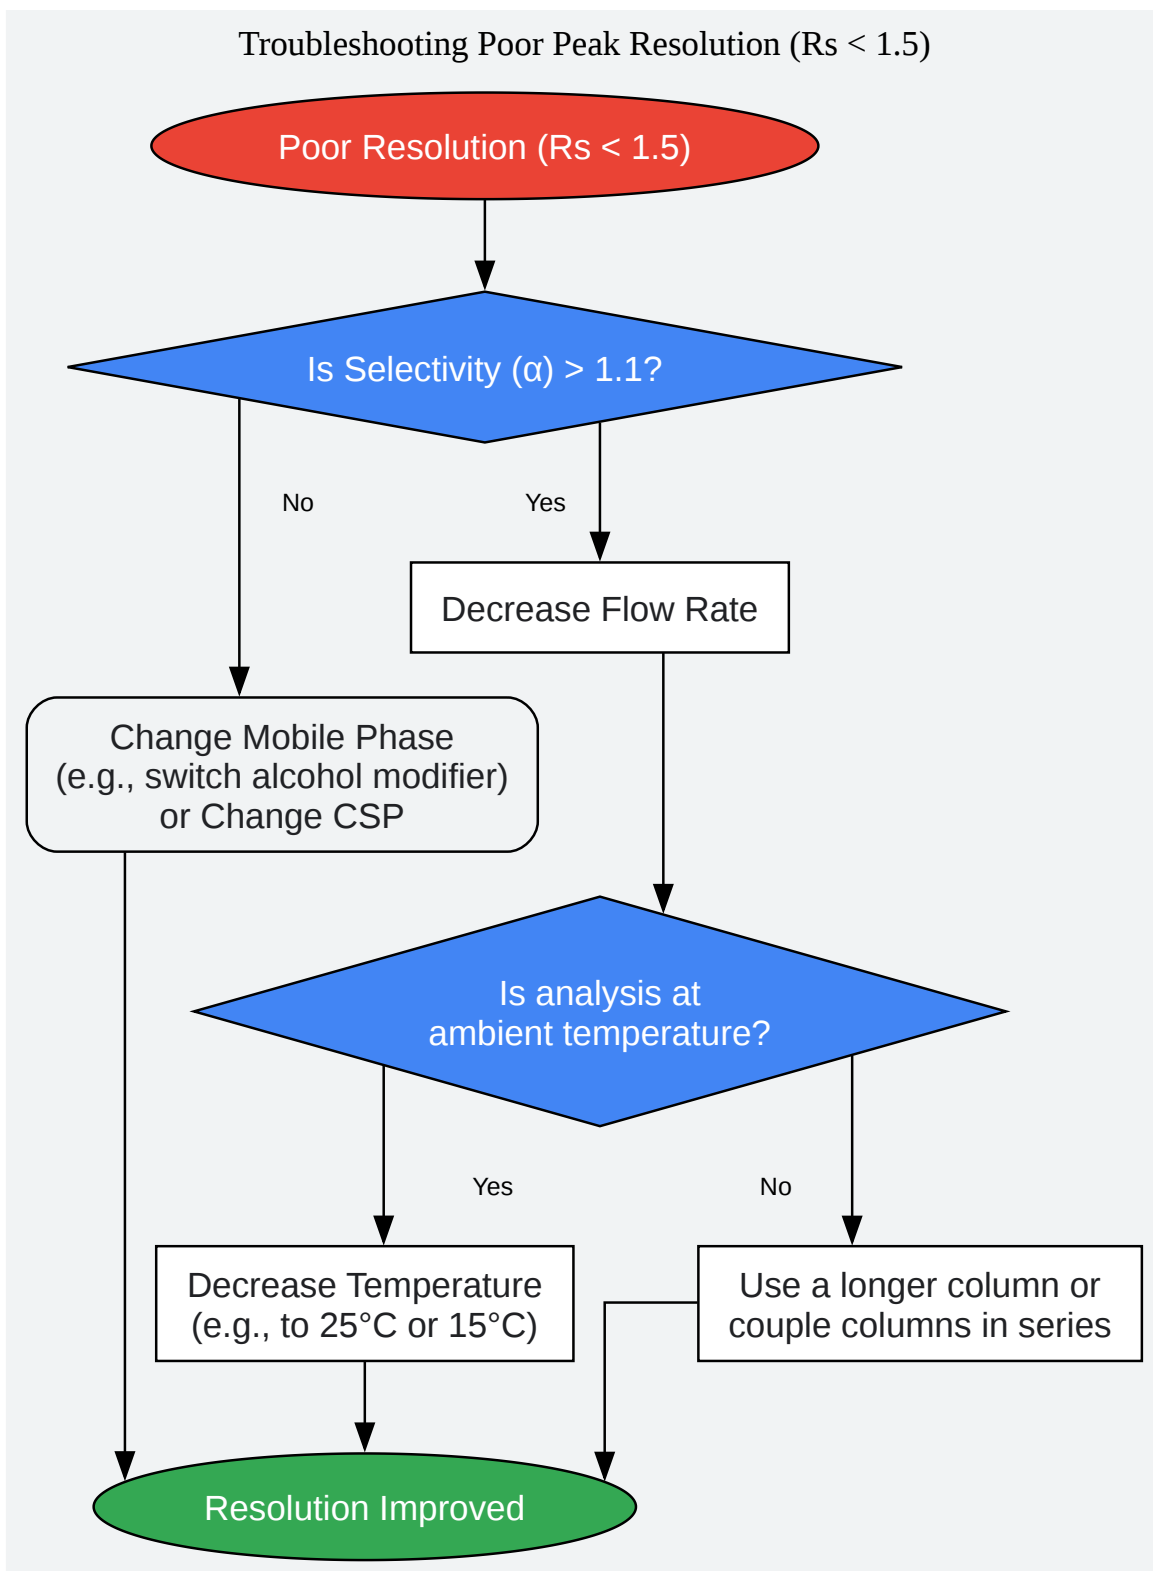 Troubleshooting Poor Peak Resolution (Rs < 1.5)
Poor Resolution (Rs < 1.5)
Is Selectivity (α) > 1.1?
No
Yes
Decrease Flow Rate
Change Mobile Phase
(e.g., switch alcohol modifier)
or Change CSP
Is analysis at
ambient temperature?
Yes
No
Decrease Temperature
(e.g., to 25°C or 15°C)
Use a longer column or
couple columns in series
Resolution Improved